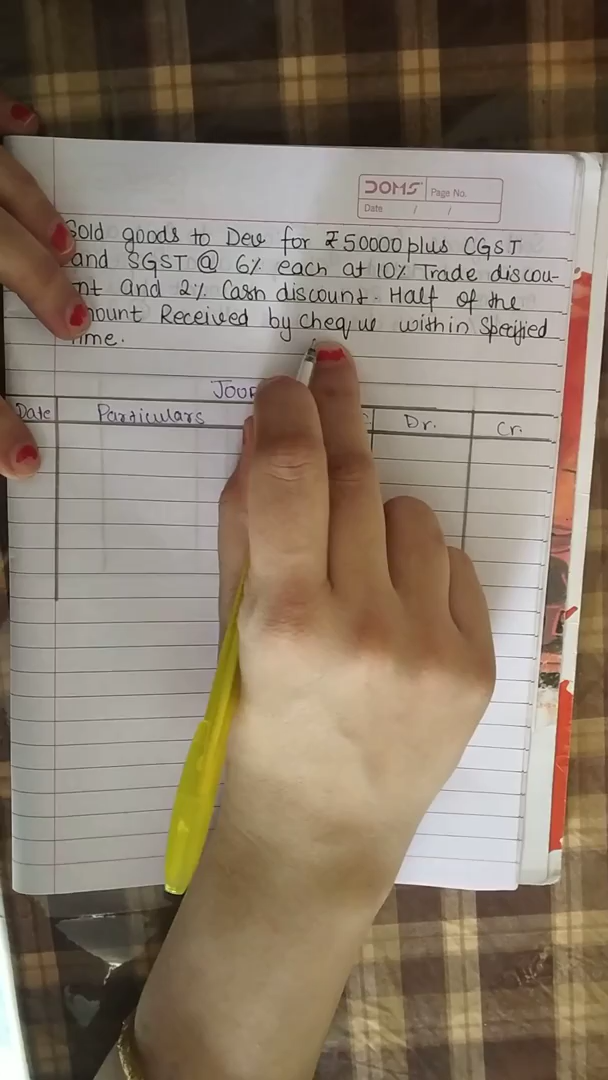 DOMS Page No.
Date / /
Sold goods to Dev for ₹50000 plus CGST
and SGST @ 6% each at 10% Trade discou-
nt and 2% Cash discount. Half of the
mount Received by cheque within Specified
ime.
JOUR
Date Particulars Dr. Cr.